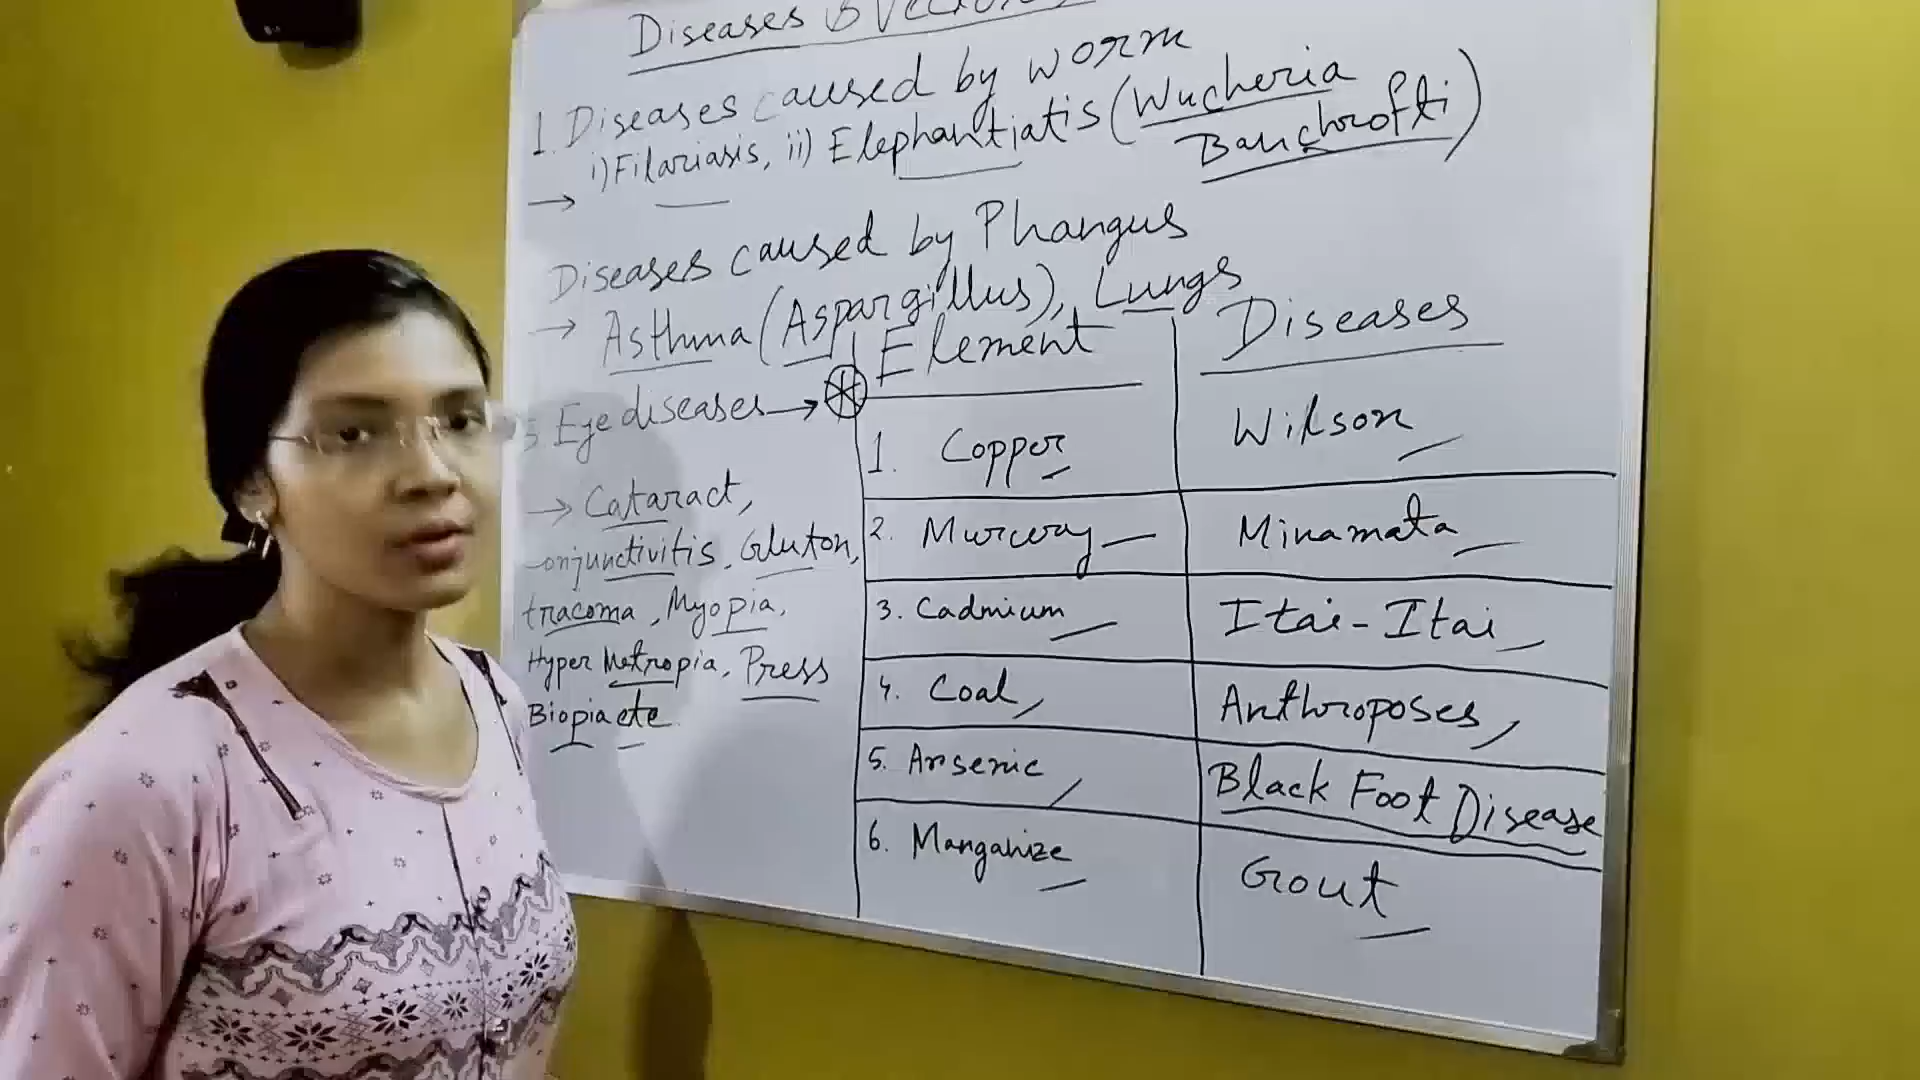 Diseases & Vectors
1. Diseases caused by worm
i) Filariasis, ii) Elephantiatis (Wucheria
Banchrofti)
→
Diseases caused by Phangus
→ Asthma (Aspargillus), Lungs
Eye diseases →
→ Cataract,
onjunctivitis, Gluton,
tracoma, Myopia,
Hyper Metropia, Press
Biopia etc
Element Diseases
1. Copper Wilson
2. Murcury Minamata
3. Cadmium Itai-Itai
4. Coal, Anthroposes,
5. Arsenic Black Foot Disease
6. Manganize Gout